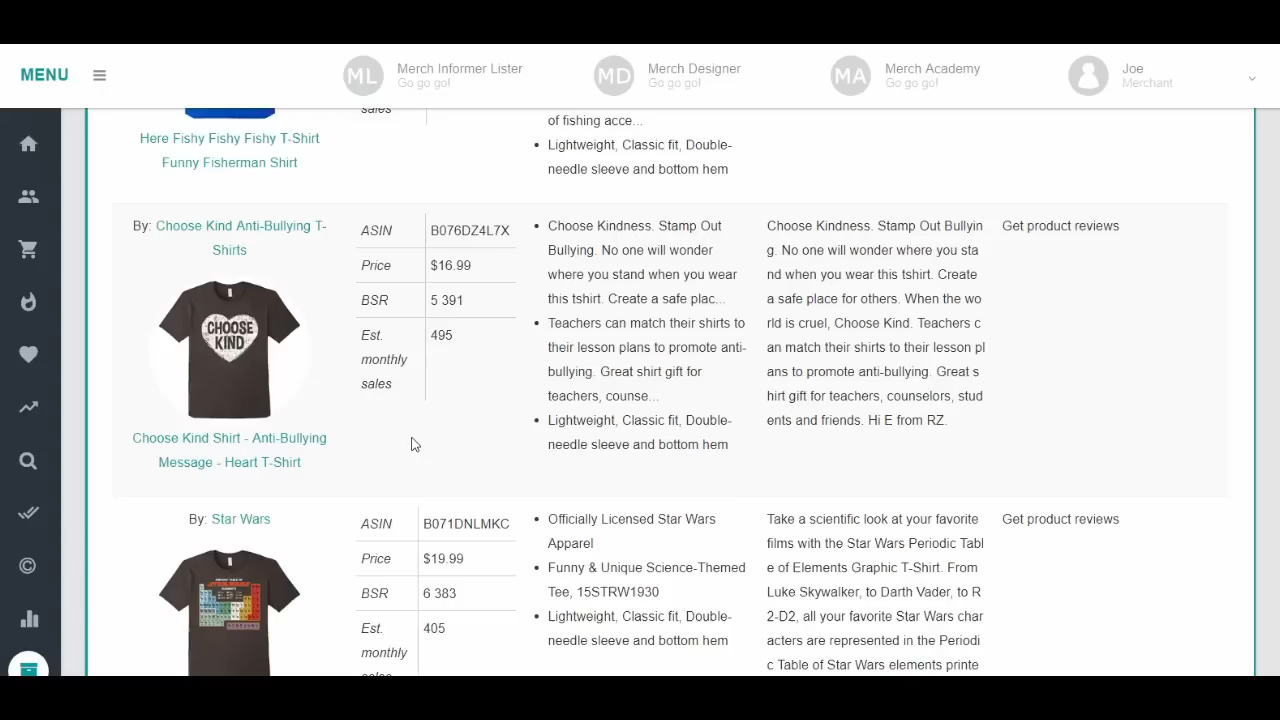 MENU
ML
Merch Informer Lister
Go go go!
MD
Merch Designer
Go go go!
MA
Merch Academy
Go go go!
Joe
Merchant
sales
of fishing acce...
Here Fishy Fishy Fishy T-Shirt
Funny Fisherman Shirt
Lightweight, Classic fit, Double-
needle sleeve and bottom hem
By: Choose Kind Anti-Bullying T-
Shirts
CHOOSE
KIND
Choose Kind Shirt - Anti-Bullying
Message - Heart T-Shirt
ASIN B076DZ4L7X
Price $16.99
BSR 5 391
Est. 495
monthly
sales
Choose Kindness. Stamp Out
Bullying. No one will wonder
where you stand when you wear
this tshirt. Create a safe plac...
Teachers can match their shirts to
their lesson plans to promote anti-
bullying. Great shirt gift for
teachers, counse...
Lightweight, Classic fit, Double-
needle sleeve and bottom hem
Choose Kindness. Stamp Out Bullyin
g. No one will wonder where you sta
nd when you wear this tshirt. Create
a safe place for others. When the wo
rld is cruel, Choose Kind. Teachers c
an match their shirts to their lesson pl
ans to promote anti-bullying. Great s
hirt gift for teachers, counselors, stud
ents and friends. Hi E from RZ.
Get product reviews
By: Star Wars
ASIN B071DNLMKC
Price $19.99
BSR 6 383
Est. 405
monthly
sales
Officially Licensed Star Wars
Apparel
Funny & Unique Science-Themed
Tee, 15STRW1930
Lightweight, Classic fit, Double-
needle sleeve and bottom hem
Take a scientific look at your favorite
films with the Star Wars Periodic Tabl
e of Elements Graphic T-Shirt. From
Luke Skywalker, to Darth Vader, to R
2-D2, all your favorite Star Wars char
acters are represented in the Periodi
c Table of Star Wars elements printe
Get product reviews